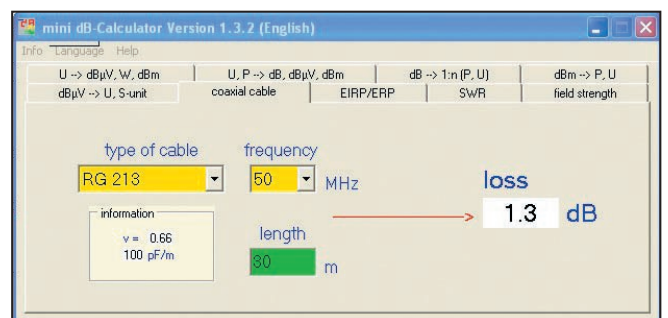 mini dB-Calculator Version 1.3.2 (English)
Info Language Help
U --> dBµV, W, dBm U, P --> dB, dBµV, dBm dB --> 1:n (P, U) dBm --> P, U
dBµV --> U, S-unit coaxial cable EIRP/ERP SWR field strength
type of cable frequency
RG 213 50 MHz loss
information 1.3 dB
v = 0.66 length
100 pF/m 30 m